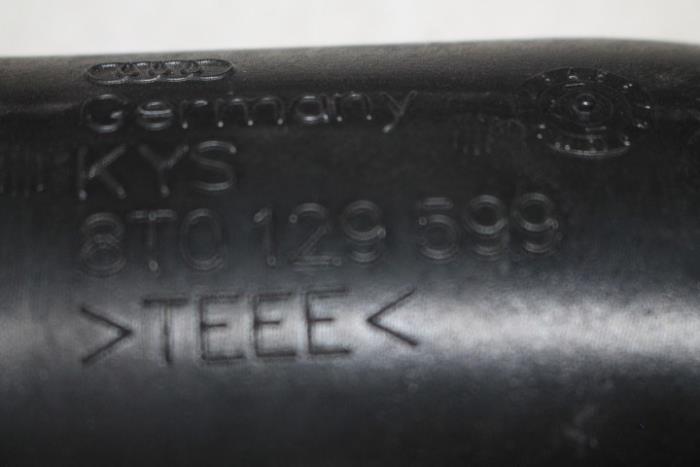 Germany
KYS
8T0 129 599
>TEEE<